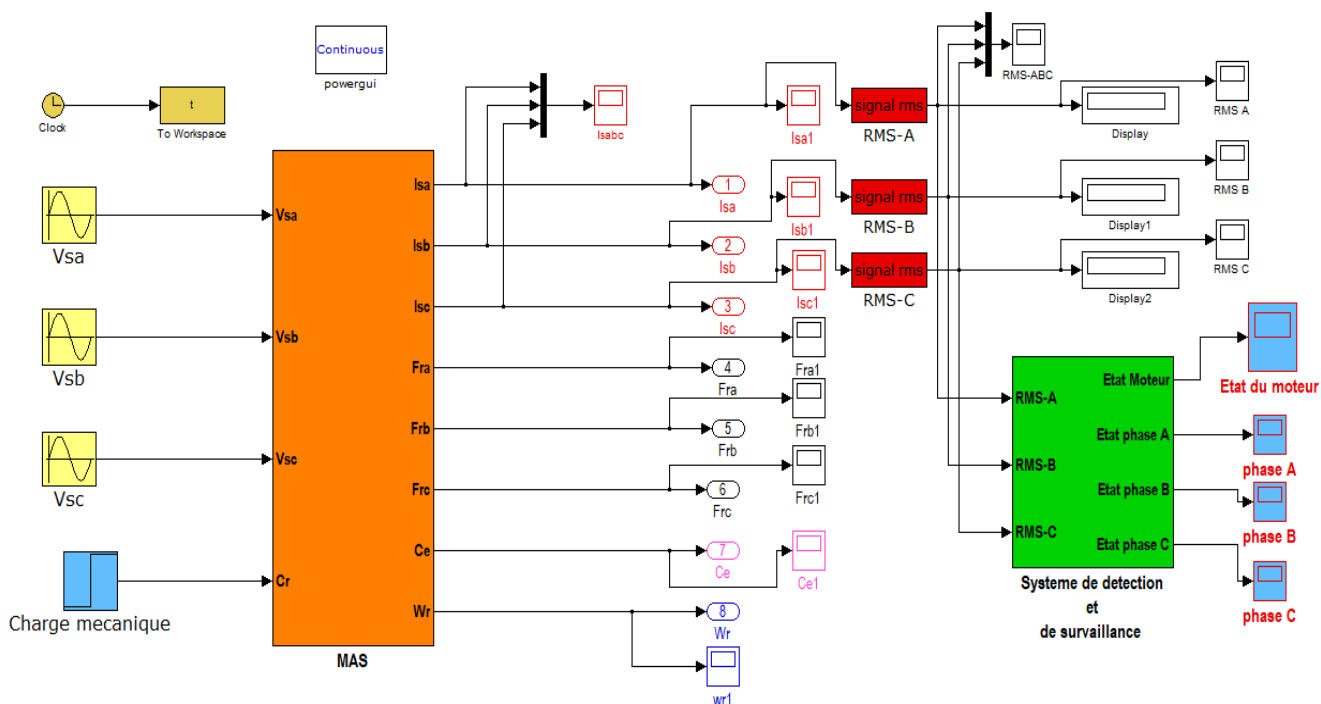 Continuous
powergui
Clock
t
To Workspace
Isabc
Isa1
signal rms
RMS-A
RMS-ABC
Display
RMS A
Vsa
Vsb
Vsc
Charge mecanique
Vsa
Vsb
Vsc
Cr
Isa
Isb
Isc
Fra
Frb
Frc
Ce
Wr
MAS
1
Isa
2
Isb
3
Isc
4
Fra
5
Frb
6
Frc
7
Ce
8
Wr
wr1
Isb1
Isc1
Fra1
Frb1
Frc1
Ce1
signal rms
RMS-B
signal rms
RMS-C
Display1
RMS B
Display2
RMS C
RMS-A
RMS-B
RMS-C
Etat Moteur
Etat phase A
Etat phase B
Etat phase C
Systeme de detection
et
de survaillance
Etat du moteur
phase A
phase B
phase C